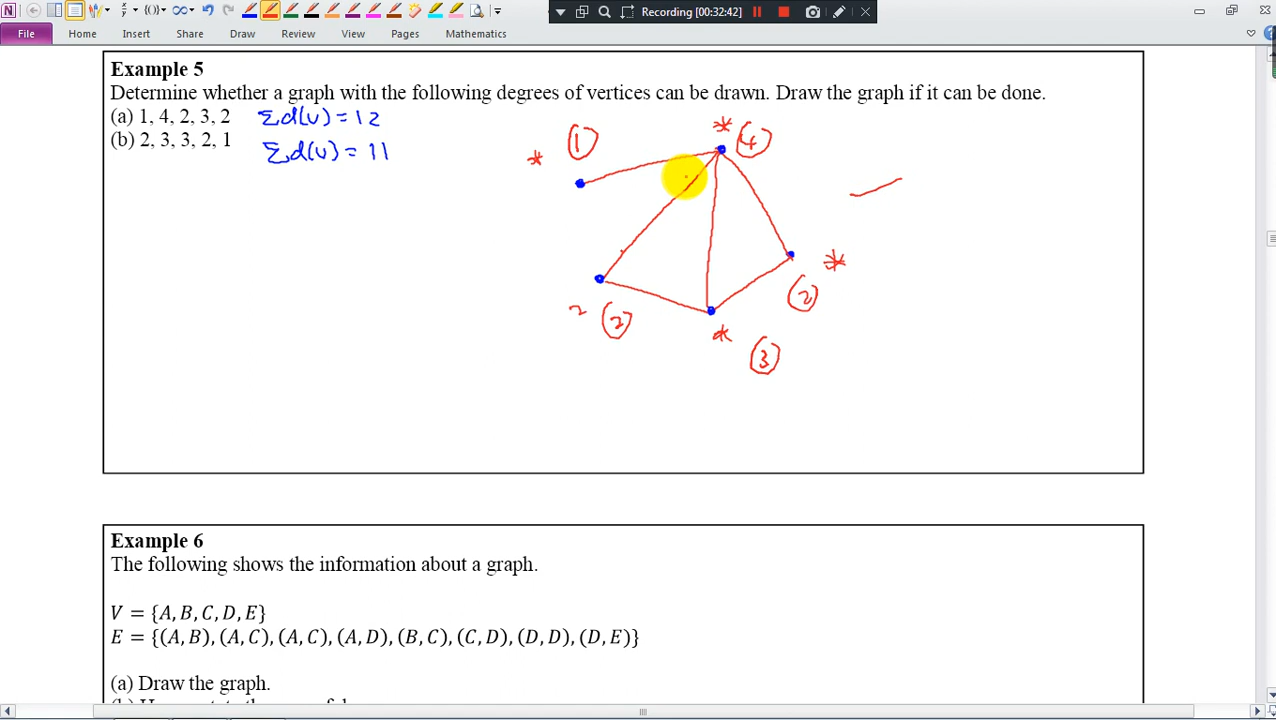 Recording [00:32:42]
File Home Insert Share Draw Review View Pages Mathematics
Example 5
Determine whether a graph with the following degrees of vertices can be drawn. Draw the graph if it can be done.
(a) 1, 4, 2, 3, 2 Σd(v) = 12
(b) 2, 3, 3, 2, 1 Σd(v) = 11
* 1
* 4
* 2
2 2
* 3
Example 6
The following shows the information about a graph.
V = {A, B, C, D, E}
E = {(A, B), (A, C), (A, C), (A, D), (B, C), (C, D), (D, D), (D, E)}
(a) Draw the graph.